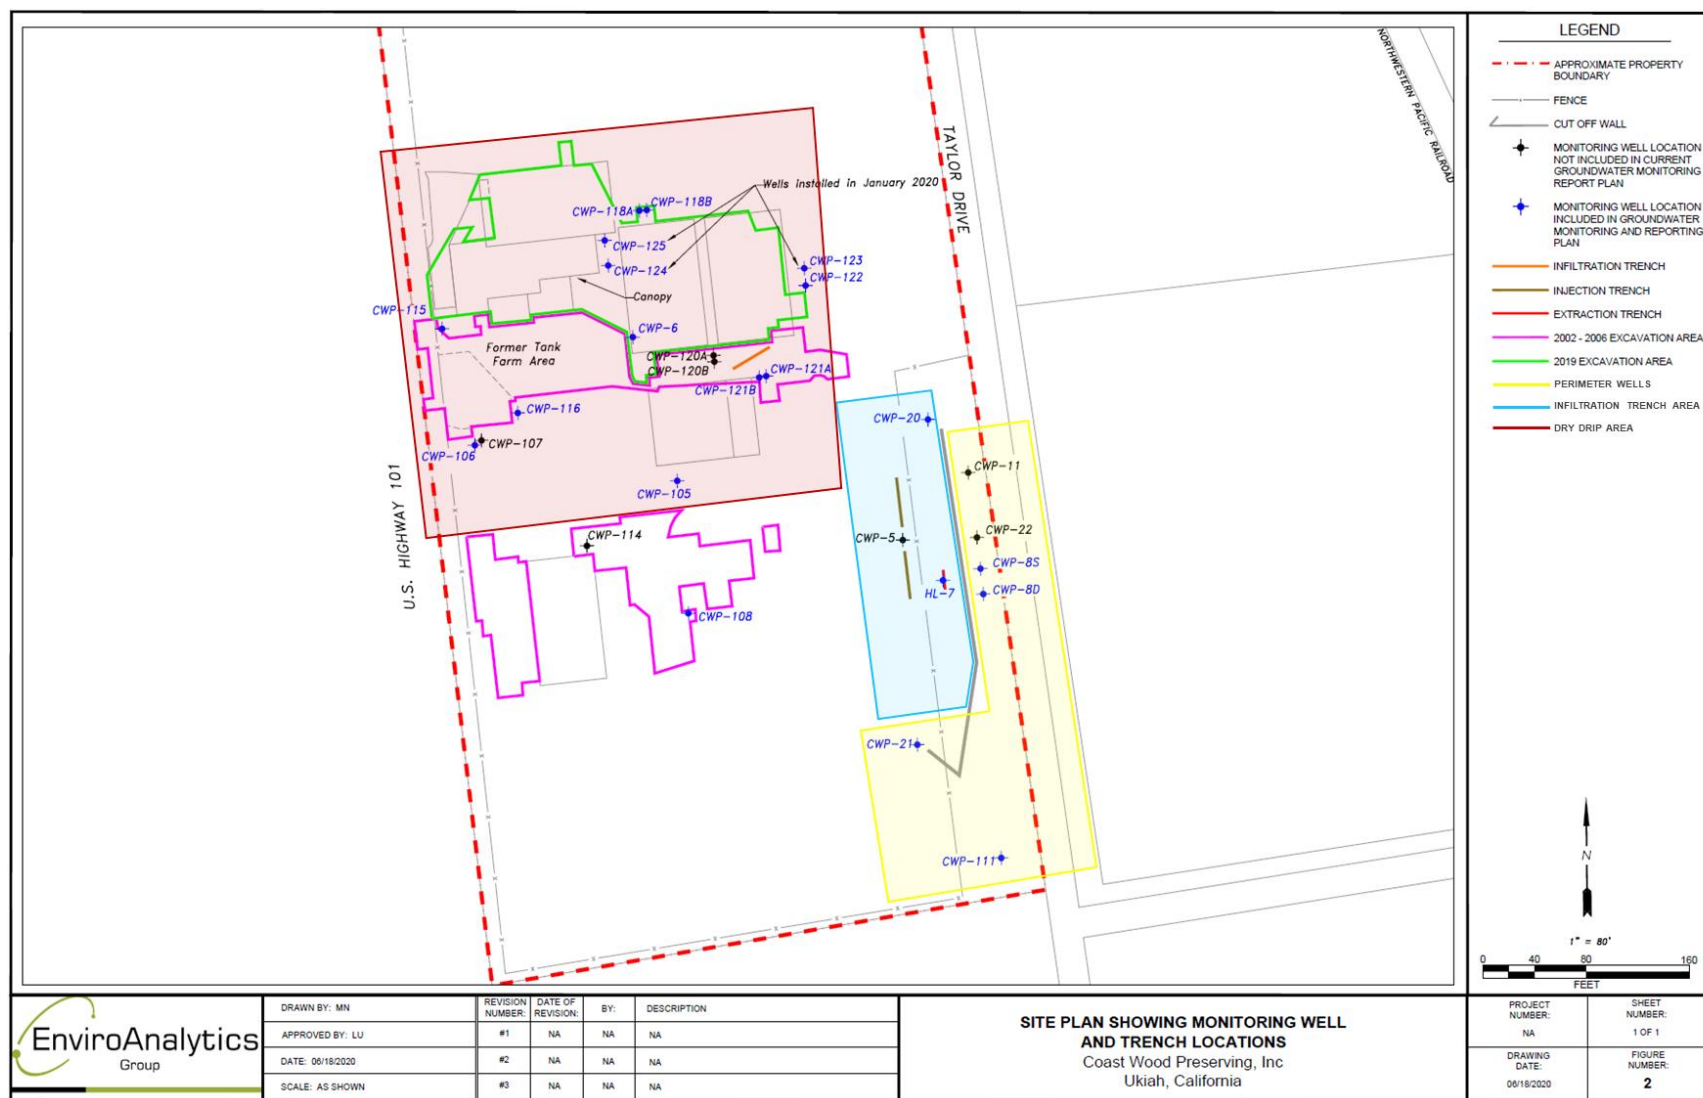 NORTHWESTERN PACIFIC RAILROAD
TAYLOR DRIVE
Wells installed in January 2020
CWP-118A
CWP-118B
CWP-125
CWP-124
CWP-123
CWP-122
Canopy
CWP-115
CWP-6
Former Tank
Farm Area
CWP-120A
CWP-120B
CWP-121A
CWP-121B
CWP-116
CWP-107
CWP-106
CWP-105
U.S. HIGHWAY 101
CWP-114
CWP-108
CWP-20
CWP-11
CWP-5
CWP-22
CWP-8S
CWP-8D
HL-7
CWP-21
CWP-111
LEGEND
APPROXIMATE PROPERTY
BOUNDARY
FENCE
CUT OFF WALL
MONITORING WELL LOCATION
NOT INCLUDED IN CURRENT
GROUNDWATER MONITORING
REPORT PLAN
MONITORING WELL LOCATION
INCLUDED IN GROUNDWATER
MONITORING AND REPORTING
PLAN
INFILTRATION TRENCH
INJECTION TRENCH
EXTRACTION TRENCH
2002 - 2006 EXCAVATION AREA
2019 EXCAVATION AREA
PERIMETER WELLS
INFILTRATION TRENCH AREA
DRY DRIP AREA
N
1" = 80'
0 40 80 160
FEET
EnviroAnalytics
Group
DRAWN BY: MN
APPROVED BY: LU
DATE: 06/18/2020
SCALE: AS SHOWN
REVISION NUMBER: DATE OF REVISION: BY: DESCRIPTION
#1 NA NA NA
#2 NA NA NA
#3 NA NA NA
SITE PLAN SHOWING MONITORING WELL
AND TRENCH LOCATIONS
Coast Wood Preserving, Inc
Ukiah, California
PROJECT
NUMBER:
NA
SHEET
NUMBER:
1 OF 1
DRAWING
DATE:
06/18/2020
FIGURE
NUMBER:
2